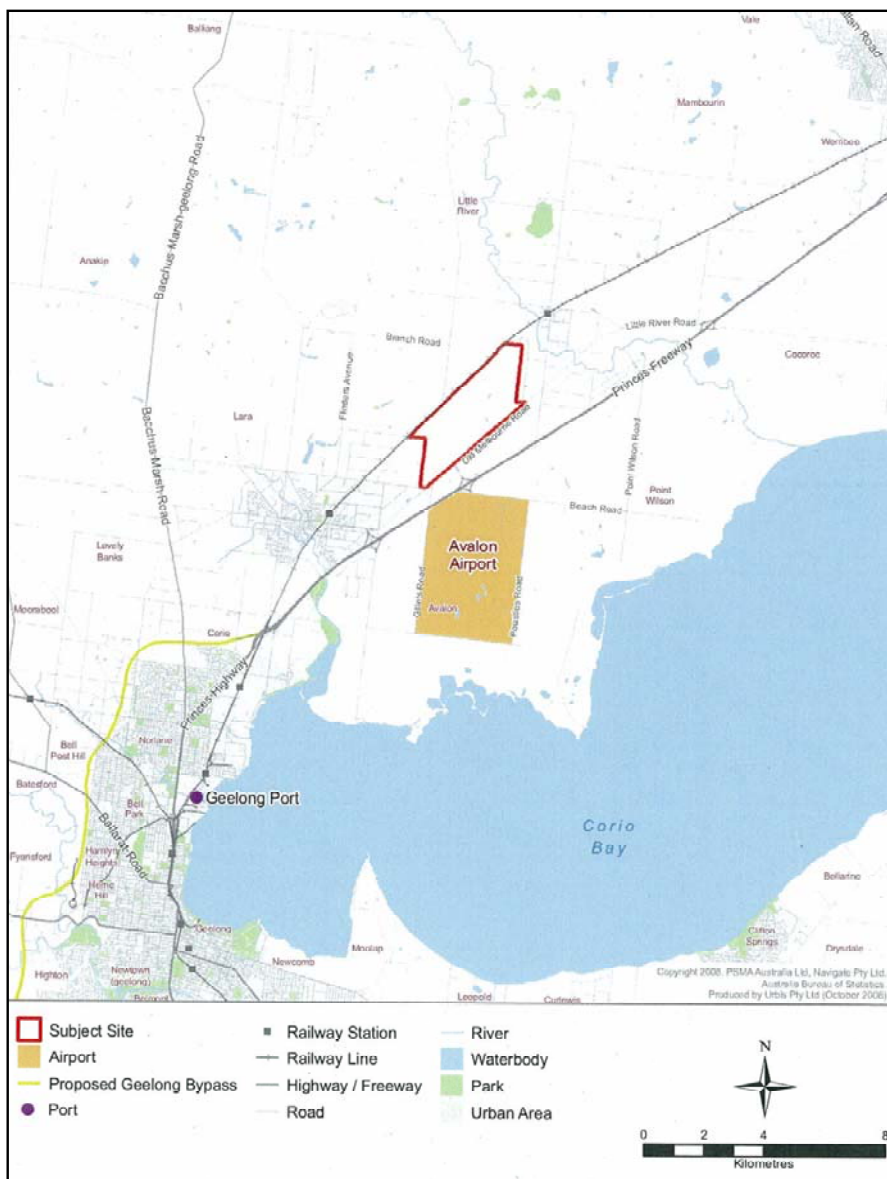 Balliang
Vale
Mambourin
Werribee
Bacchus-Marsh-geelong-Road
Little
River
Anakie
Little River Road
Branch Road
Princes-Freeway
Cocoroc
Flinders Avenue
Lara
Old Melbourne Road
Bacchus-Marsh-Road
Point Wilson Road
Point
Wilson
Beach Road
Lovely
Banks
Avalon
Airport
Avalon
Pousties Road
Moorabool
Corio
Princes-Highway
Norlane
Bell
Post Hill
Batesford
Bell
Park
Geelong Port
Ballarat-Road
Corio
Bay
Fyansford
Hamlyn
Heights
Herne
Hill
Bellarine
Geelong
Clifton
Springs
Newcomb
Moolap
Drysdale
Highton
Newtown
(geelong)
Belmont
Leopold
Curlewis
Copyright 2008. PSMA Australia Ltd, Navigate Pty Ltd.
Australia Bureau of Statistics.
Produced by Urbis Pty Ltd (October 2008)
Subject Site
Airport
Proposed Geelong Bypass
Port
Railway Station
Railway Line
Highway / Freeway
Road
River
Waterbody
Park
Urban Area
N
0 2 4 8
Kilometres